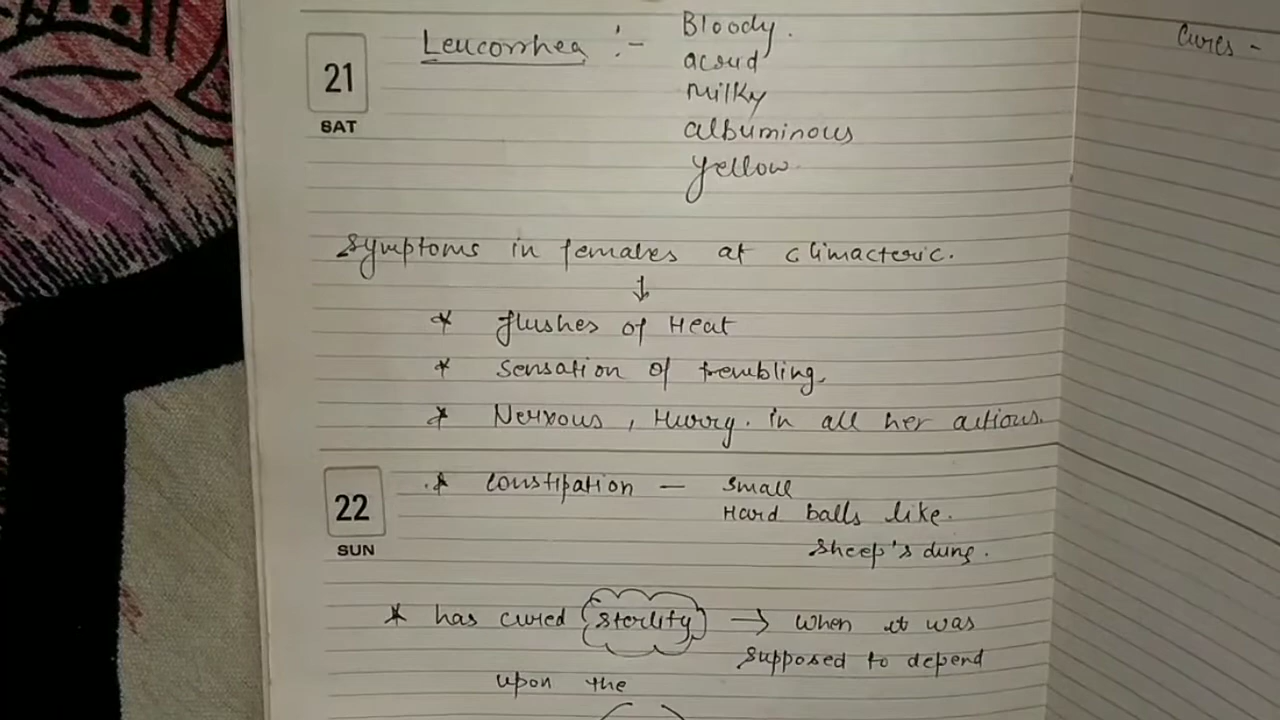 21
SAT
Leucorrhea :- Bloody.
acrid
Milky
albuminous
yellow
Cures -
Symptoms in females at climacteric.
↓
* flushes of Heat
* Sensation of trembling,
* Nervous, Hurry. in all her actions.
22
SUN
* Constipation — Small
Hard balls like.
Sheep's dung.
* has cured sterlity → when it was
supposed to depend
upon the